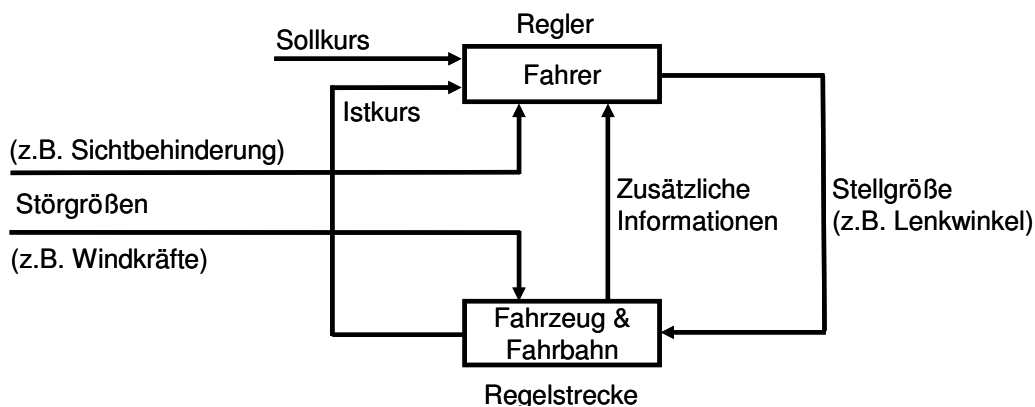 Regler
Sollkurs
Fahrer
Istkurs
(z.B. Sichtbehinderung)
Störgrößen
(z.B. Windkräfte)
Zusätzliche
Informationen
Stellgröße
(z.B. Lenkwinkel)
Fahrzeug &
Fahrbahn
Regelstrecke